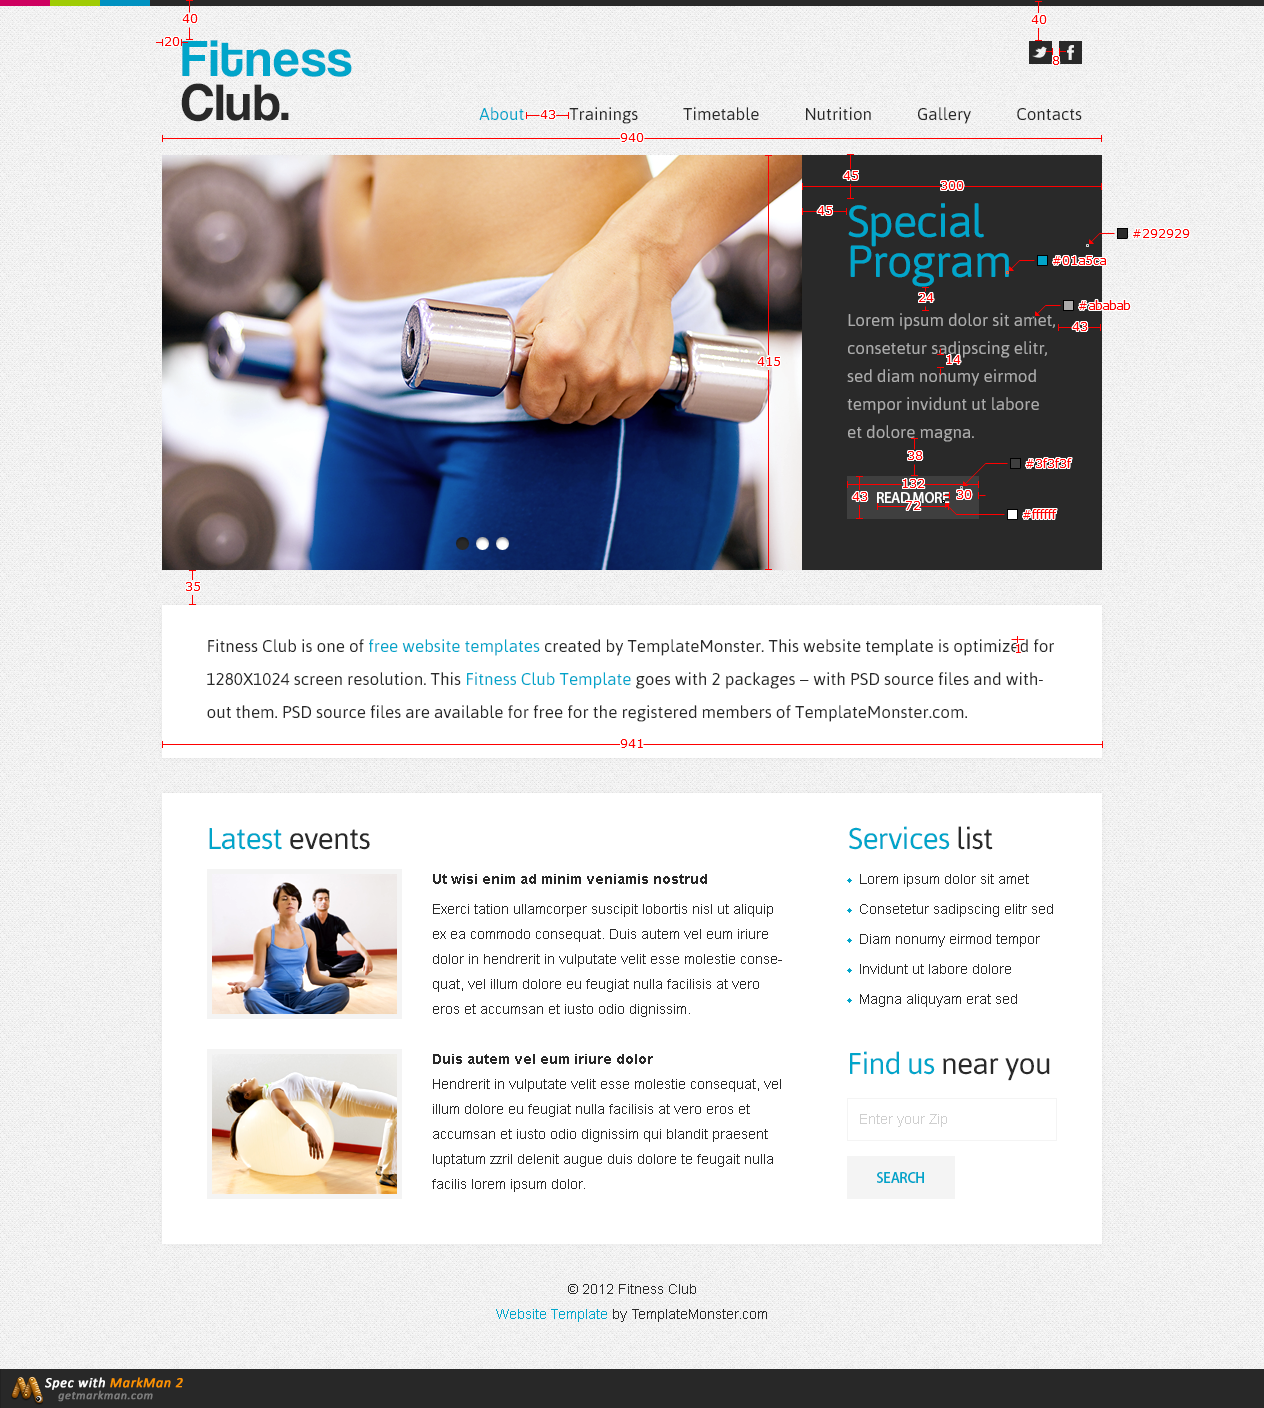 40
40
20
Fitness
Club.
8
About
43
Trainings
Timetable
Nutrition
Gallery
Contacts
940
45
300
45
Special
Program
#292929
#01a5ca
24
#ababab
Lorem ipsum dolor sit amet,
43
consetetur sadipscing elitr,
14
415
sed diam nonumy eirmod
tempor invidunt ut labore
et dolore magna.
38
#3f3f3f
132
43
READ MORE
30
72
#ffffff
35
Fitness Club is one of free website templates created by TemplateMonster. This website template is optimized for
1
1280X1024 screen resolution. This Fitness Club Template goes with 2 packages – with PSD source files and with-
out them. PSD source files are available for free for the registered members of TemplateMonster.com.
941
Latest events
Ut wisi enim ad minim veniamis nostrud
Exerci tation ullamcorper suscipit lobortis nisl ut aliquip
ex ea commodo consequat. Duis autem vel eum iriure
dolor in hendrerit in vulputate velit esse molestie conse-
quat, vel illum dolore eu feugiat nulla facilisis at vero
eros et accumsan et iusto odio dignissim.
Duis autem vel eum iriure dolor
Hendrerit in vulputate velit esse molestie consequat, vel
illum dolore eu feugiat nulla facilisis at vero eros et
accumsan et iusto odio dignissim qui blandit praesent
luptatum zzril delenit augue duis dolore te feugait nulla
facilis lorem ipsum dolor.
Services list
Lorem ipsum dolor sit amet
Consetetur sadipscing elitr sed
Diam nonumy eirmod tempor
Invidunt ut labore dolore
Magna aliquyam erat sed
Find us near you
Enter your Zip
SEARCH
© 2012 Fitness Club
Website Template by TemplateMonster.com
Spec with MarkMan 2
getmarkman.com